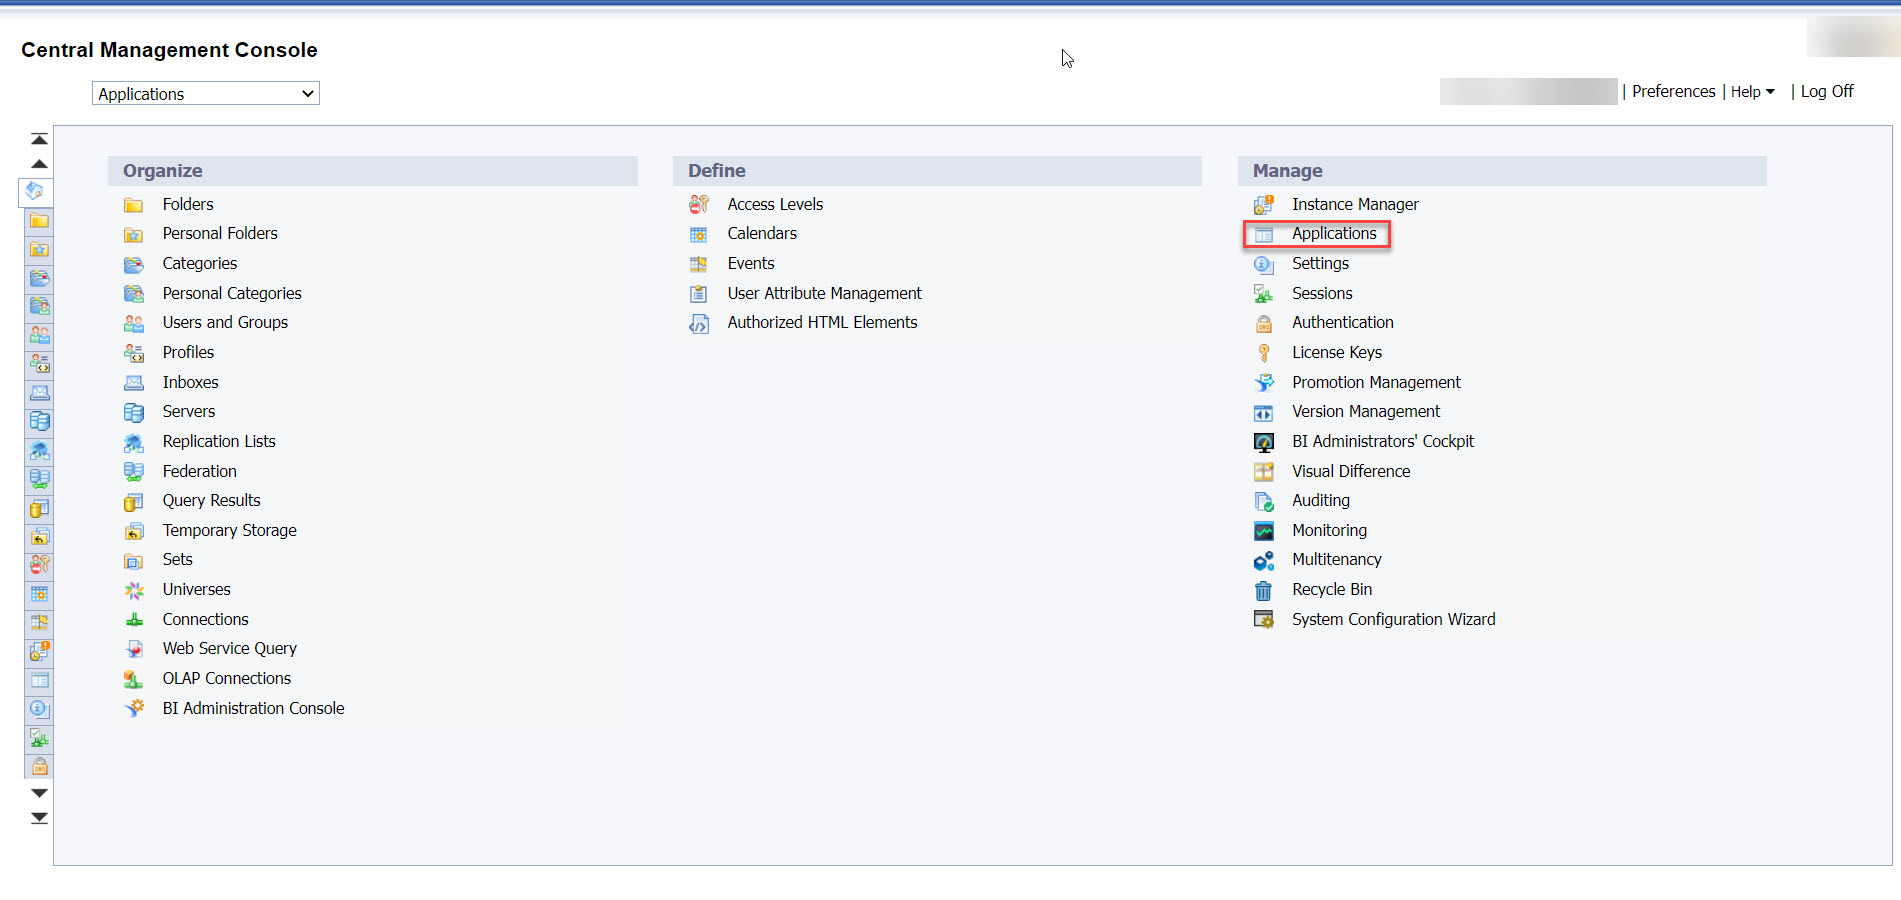 Central Management Console
Applications
| Preferences | Help | Log Off
Organize
Folders
Personal Folders
Categories
Personal Categories
Users and Groups
Profiles
Inboxes
Servers
Replication Lists
Federation
Query Results
Temporary Storage
Sets
Universes
Connections
Web Service Query
OLAP Connections
BI Administration Console
Define
Access Levels
Calendars
Events
User Attribute Management
Authorized HTML Elements
Manage
Instance Manager
Applications
Settings
Sessions
Authentication
License Keys
Promotion Management
Version Management
BI Administrators' Cockpit
Visual Difference
Auditing
Monitoring
Multitenancy
Recycle Bin
System Configuration Wizard